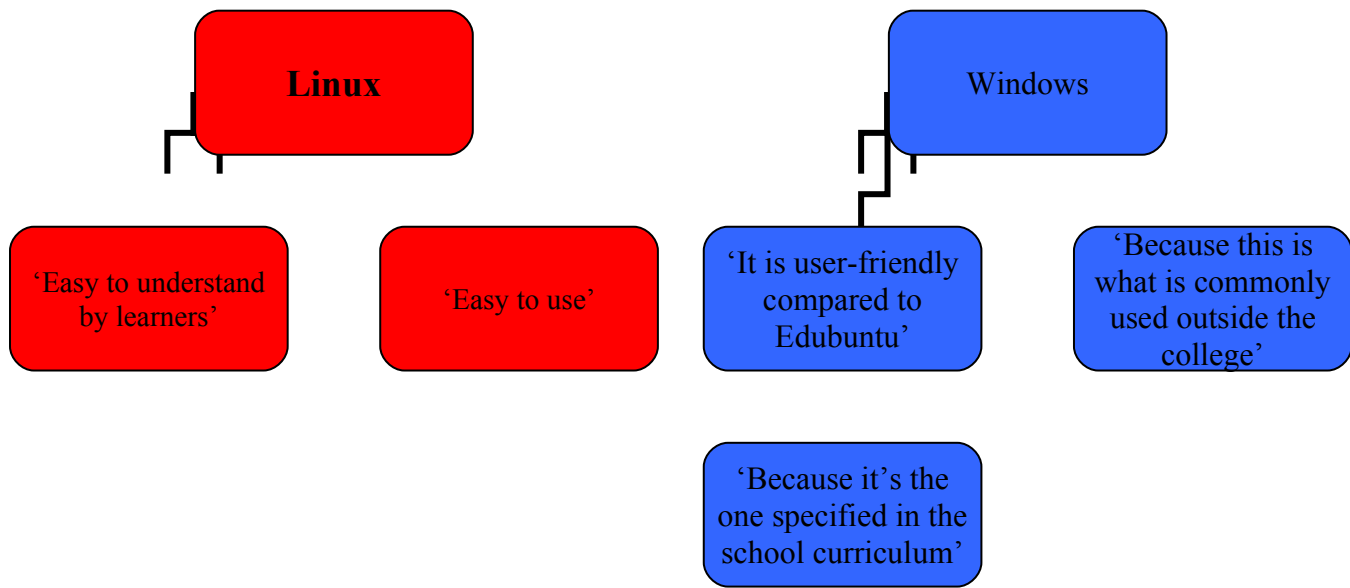 Linux
Windows
‘Easy to understand
by learners’
‘Easy to use’
‘It is user-friendly
compared to
Edubuntu’
‘Because this is
what is commonly
used outside the
college’
‘Because it’s the
one specified in the
school curriculum’